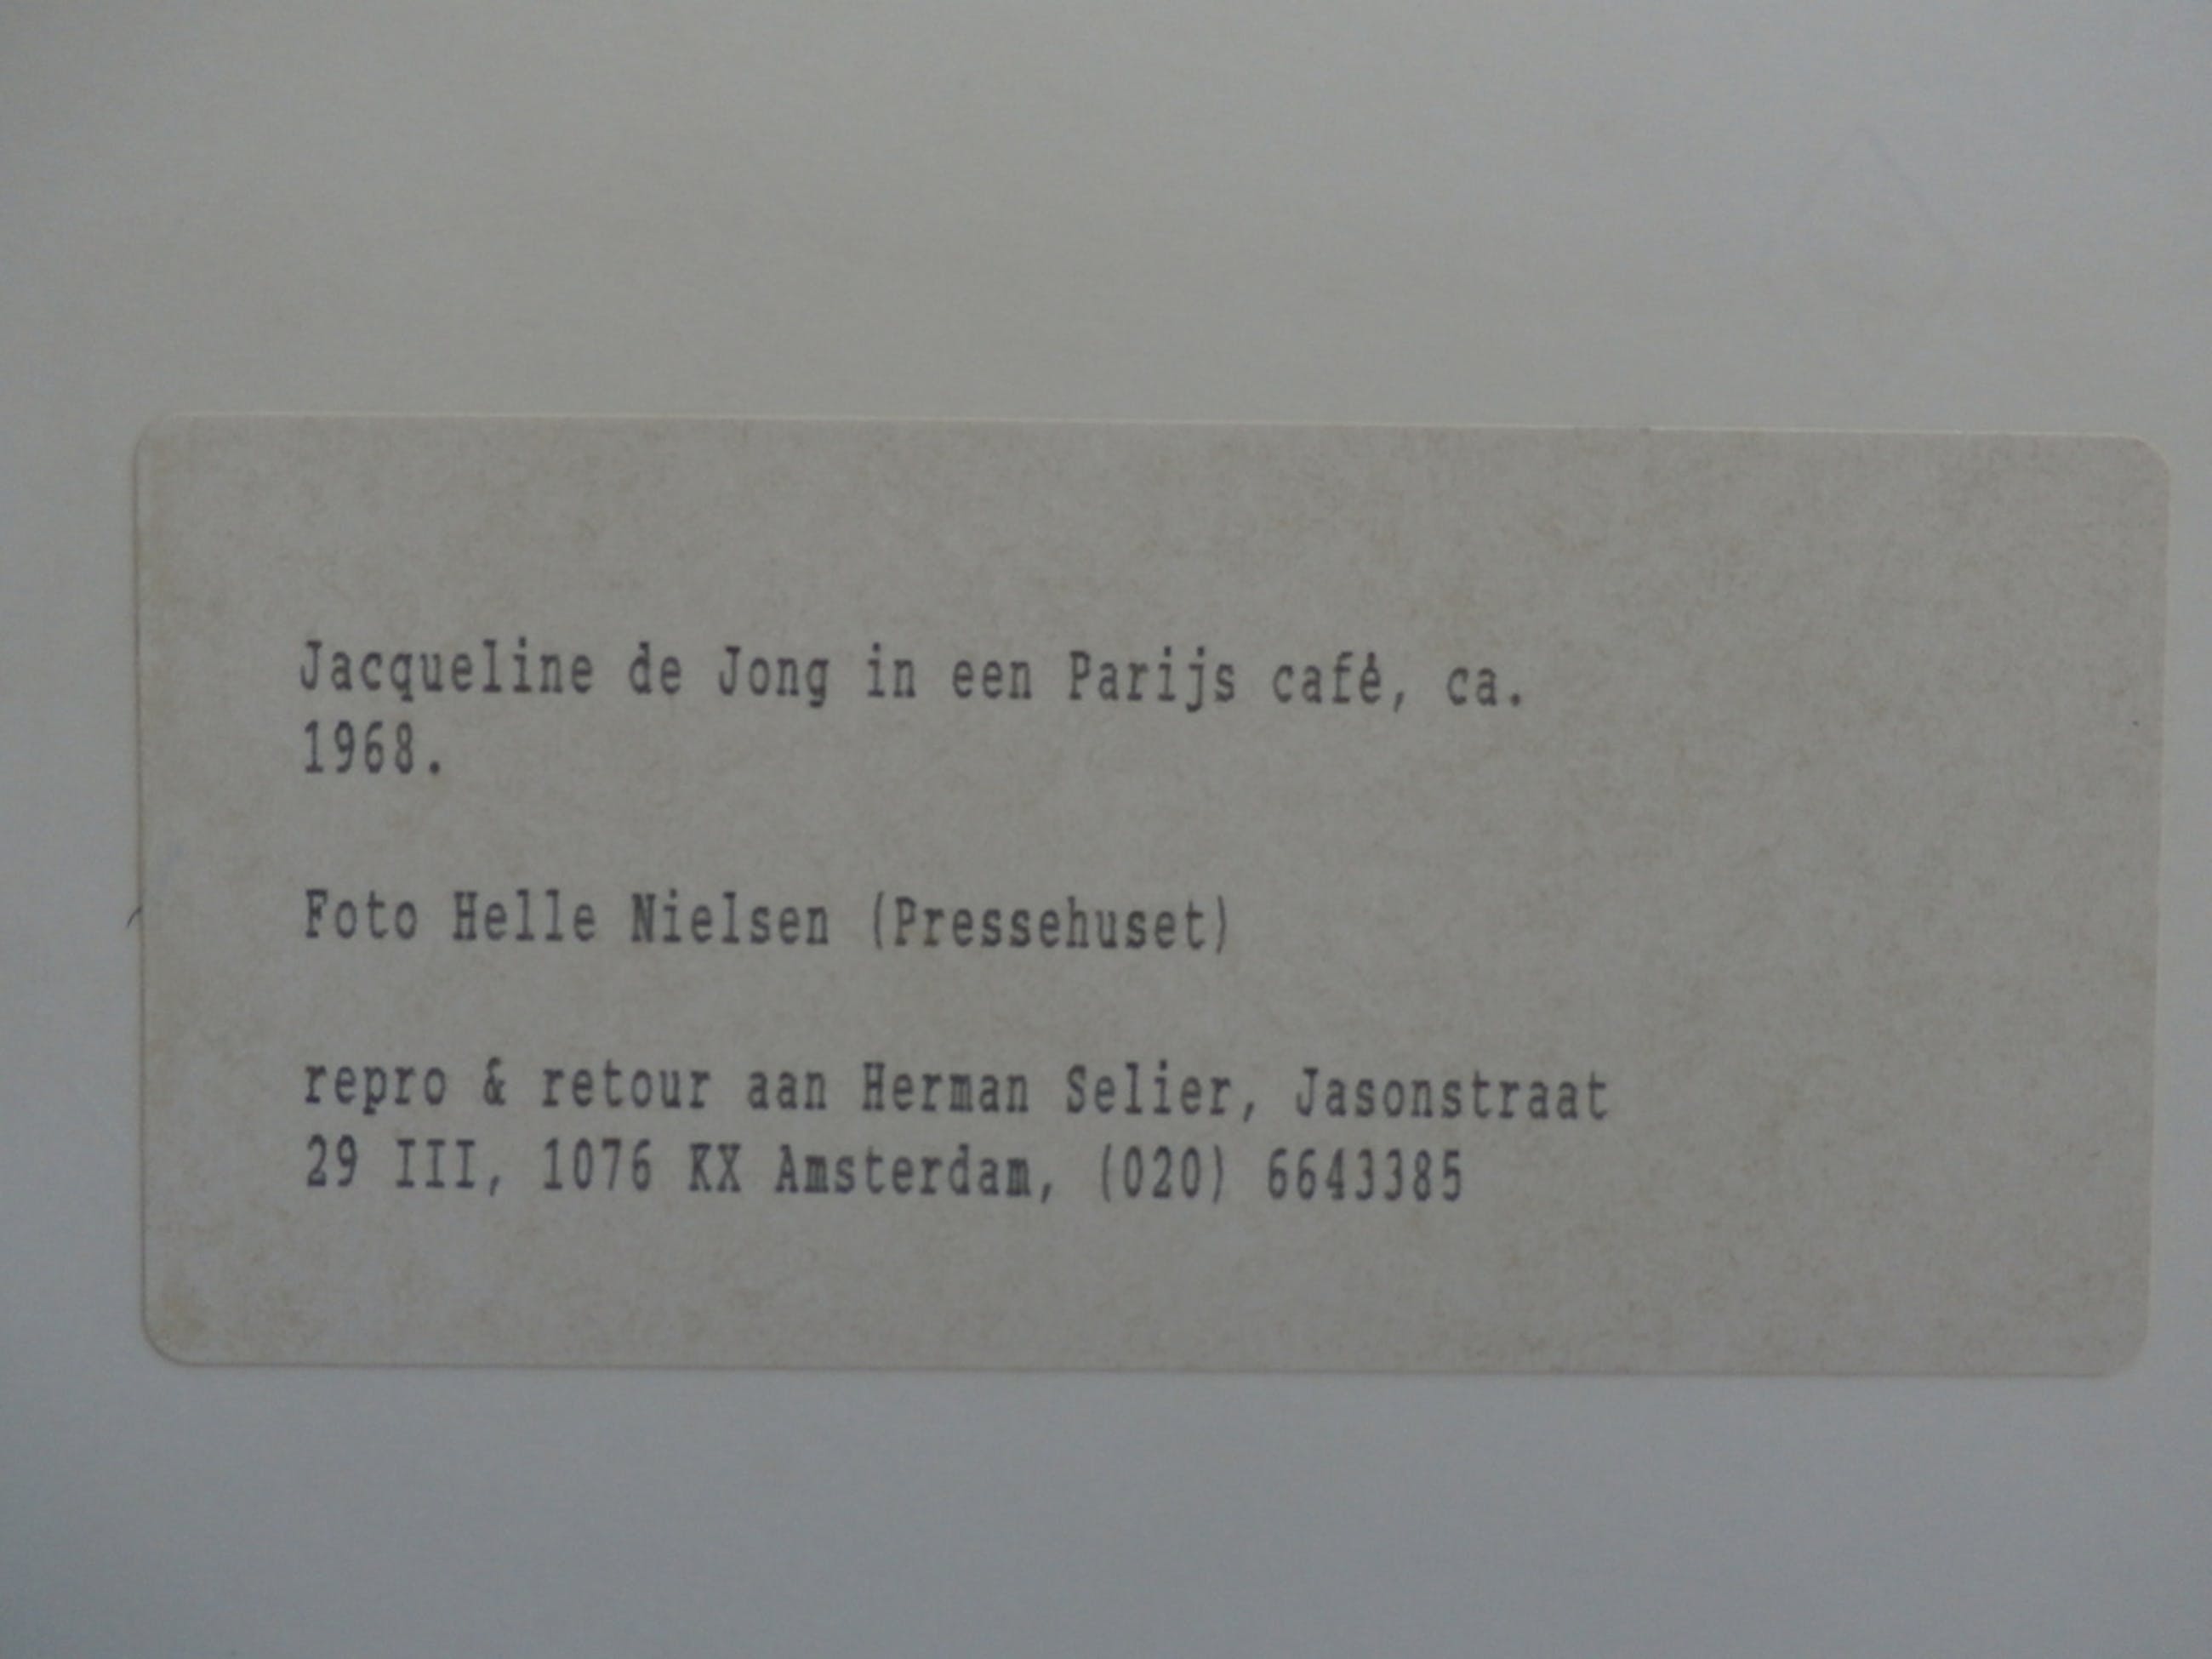 Jacqueline de Jong in een Parijs café, ca.
1968.
Foto Helle Nielsen (Pressehuset)
repro & retour aan Herman Selier, Jasonstraat
29 III, 1076 KX Amsterdam, (020) 6643385